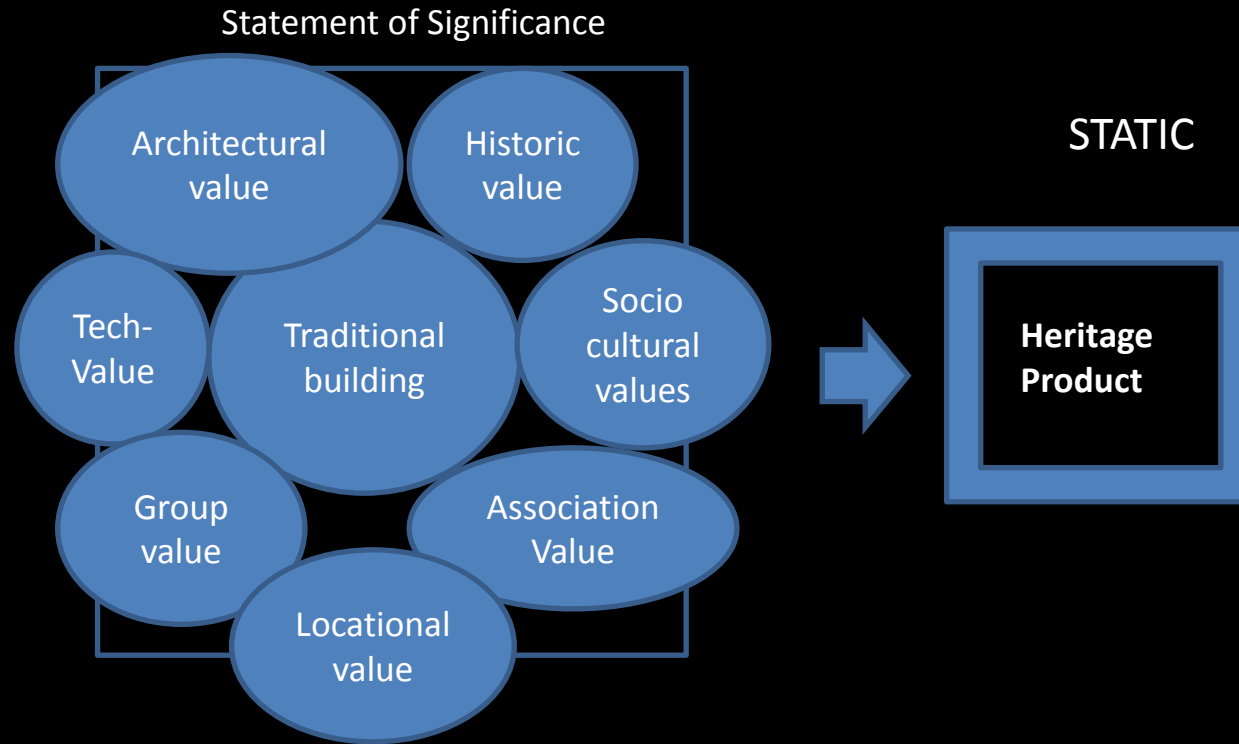 Statement of Significance
Architectural
value
Historic
value
STATIC
Tech-
Value
Traditional
building
Socio
cultural
values
Heritage
Product
Group
value
Association
Value
Locational
value